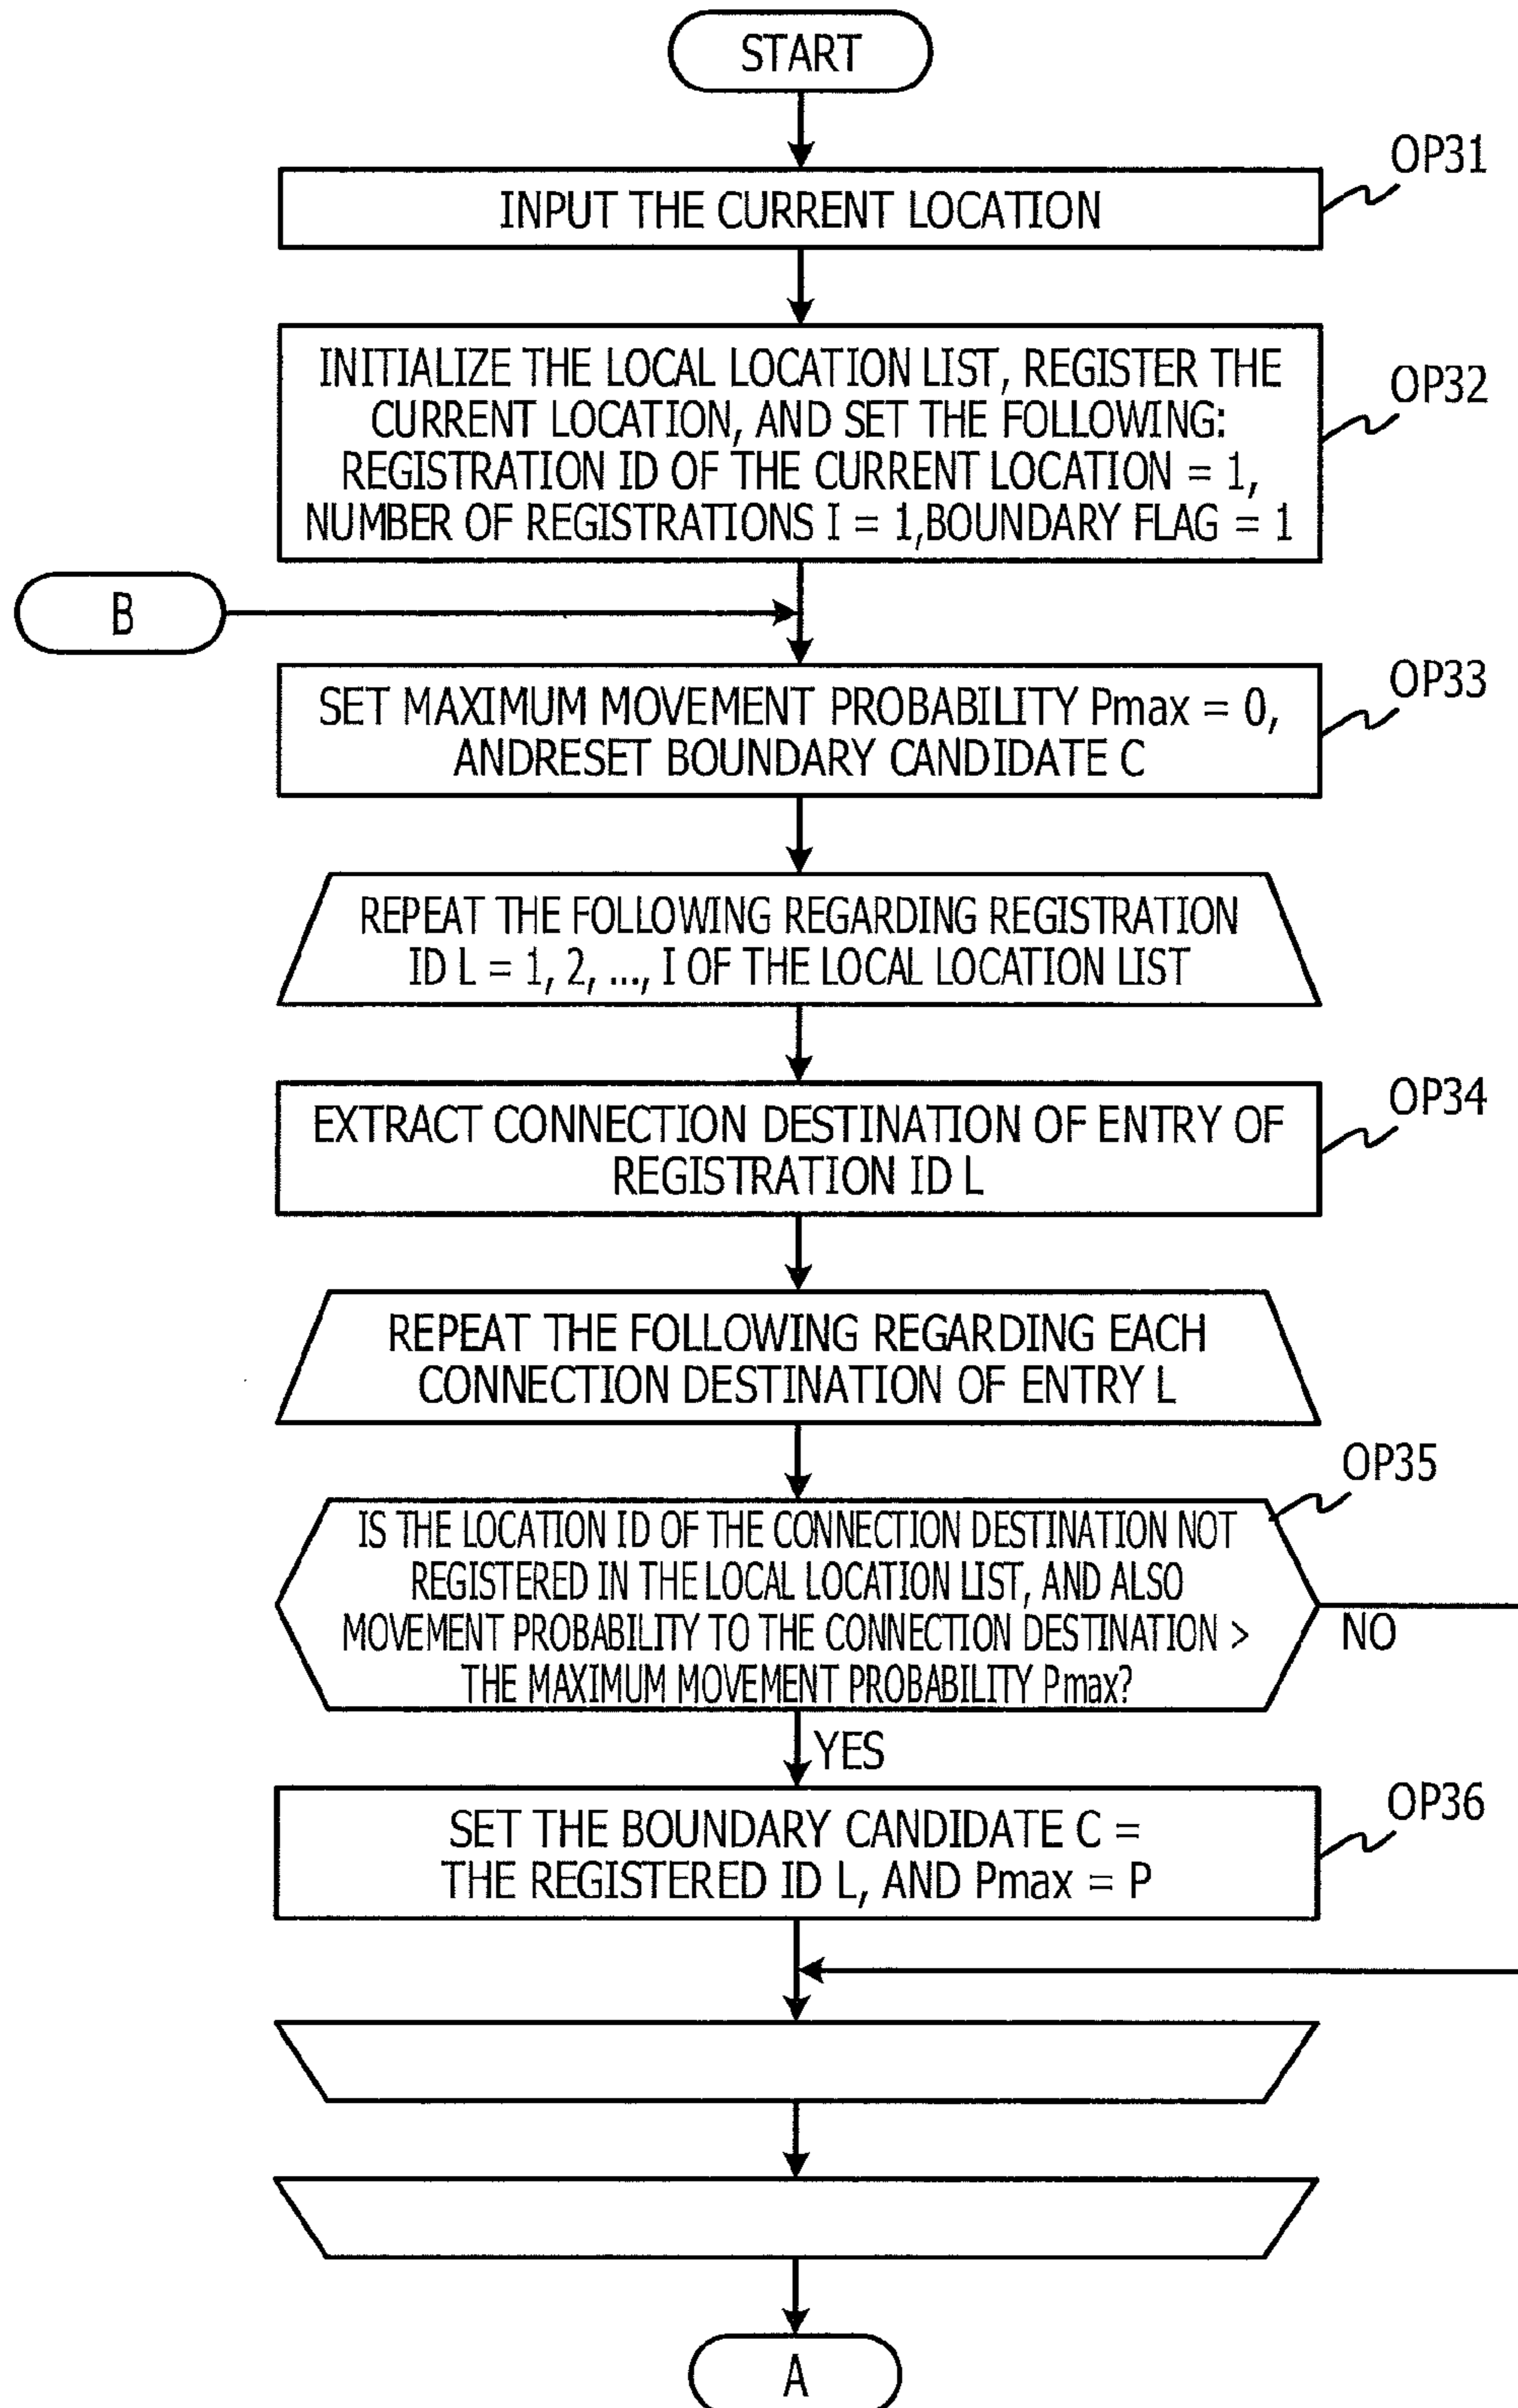 START
OP31
INPUT THE CURRENT LOCATION
OP32
INITIALIZE THE LOCAL LOCATION LIST, REGISTER THE
CURRENT LOCATION, AND SET THE FOLLOWING:
REGISTRATION ID OF THE CURRENT LOCATION = 1,
NUMBER OF REGISTRATIONS I = 1,BOUNDARY FLAG = 1
B
OP33
SET MAXIMUM MOVEMENT PROBABILITY Pmax = 0,
ANDRESET BOUNDARY CANDIDATE C
REPEAT THE FOLLOWING REGARDING REGISTRATION
ID L = 1, 2, ..., I OF THE LOCAL LOCATION LIST
OP34
EXTRACT CONNECTION DESTINATION OF ENTRY OF
REGISTRATION ID L
REPEAT THE FOLLOWING REGARDING EACH
CONNECTION DESTINATION OF ENTRY L
OP35
IS THE LOCATION ID OF THE CONNECTION DESTINATION NOT
REGISTERED IN THE LOCAL LOCATION LIST, AND ALSO
MOVEMENT PROBABILITY TO THE CONNECTION DESTINATION >
THE MAXIMUM MOVEMENT PROBABILITY Pmax?
NO
YES
OP36
SET THE BOUNDARY CANDIDATE C =
THE REGISTERED ID L, AND Pmax = P
A